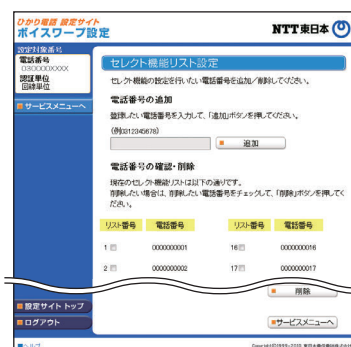 ひかり電話 設定サイト
ボイスワープ設定
NTT東日本
設定対象番号
電話番号
030000XXXX
認証単位
回線単位
サービスメニューへ
セレクト機能リスト設定
セレクト機能の設定を行いたい電話番号を追加/削除してください。
電話番号の追加
登録したい電話番号を入力して、「追加」ボタンを押してください。
(例)0312345678)
追加
電話番号の確認・削除
現在のセレクト機能リストは以下の通りです。
削除したい場合は、削除したい電話番号をチェックして、「削除」ボタンを押してください。
リスト番号 電話番号 リスト番号 電話番号
1 0000000001 16 0000000016
2 0000000002 17 0000000017
削除
設定サイト トップ
ログアウト
サービスメニューへ
ヘルプ